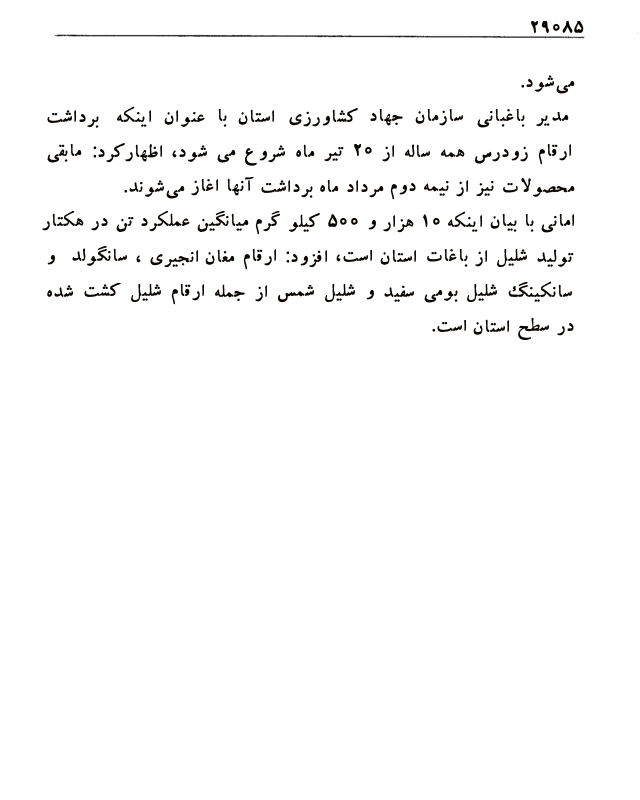 ۲۹۰۸۵
می‌شود.
مدیر باغبانی سازمان جهاد کشاورزی استان با عنوان اینکه برداشت
ارقام زودرس همه ساله از ۲۰ تیر ماه شروع می شود، اظهارکرد: مابقی
محصولات نیز از نیمه دوم مرداد ماه برداشت آنها اغاز می‌شوند.
امانی با بیان اینکه ۱۰ هزار و ۵۰۰ کیلو گرم میانگین عملکرد تن در هکتار
تولید شلیل از باغات استان است، افزود: ارقام مغان انجیری ، سانگولد و
سانکینگ شلیل بومی سفید و شلیل شمس از جمله ارقام شلیل کشت شده
در سطح استان است.